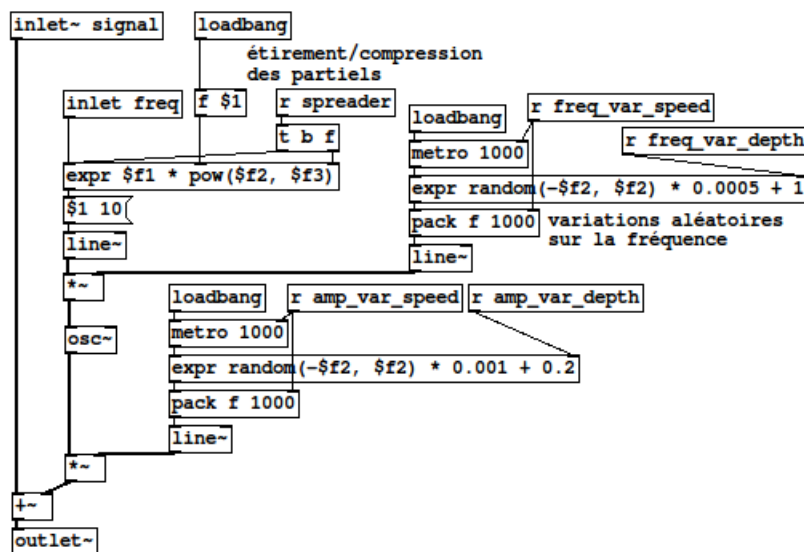 inlet~ signal
loadbang
étirement/compression
des partiels
inlet freq
f $1
r spreader
t b f
expr $f1 * pow($f2, $f3)
$1 10
line~
*~
osc~
*~
+~
outlet~
r freq_var_speed
loadbang
r freq_var_depth
metro 1000
expr random(-$f2, $f2) * 0.0005 + 1
pack f 1000
variations aléatoires
sur la fréquence
line~
loadbang
r amp_var_speed
r amp_var_depth
metro 1000
expr random(-$f2, $f2) * 0.001 + 0.2
pack f 1000
line~